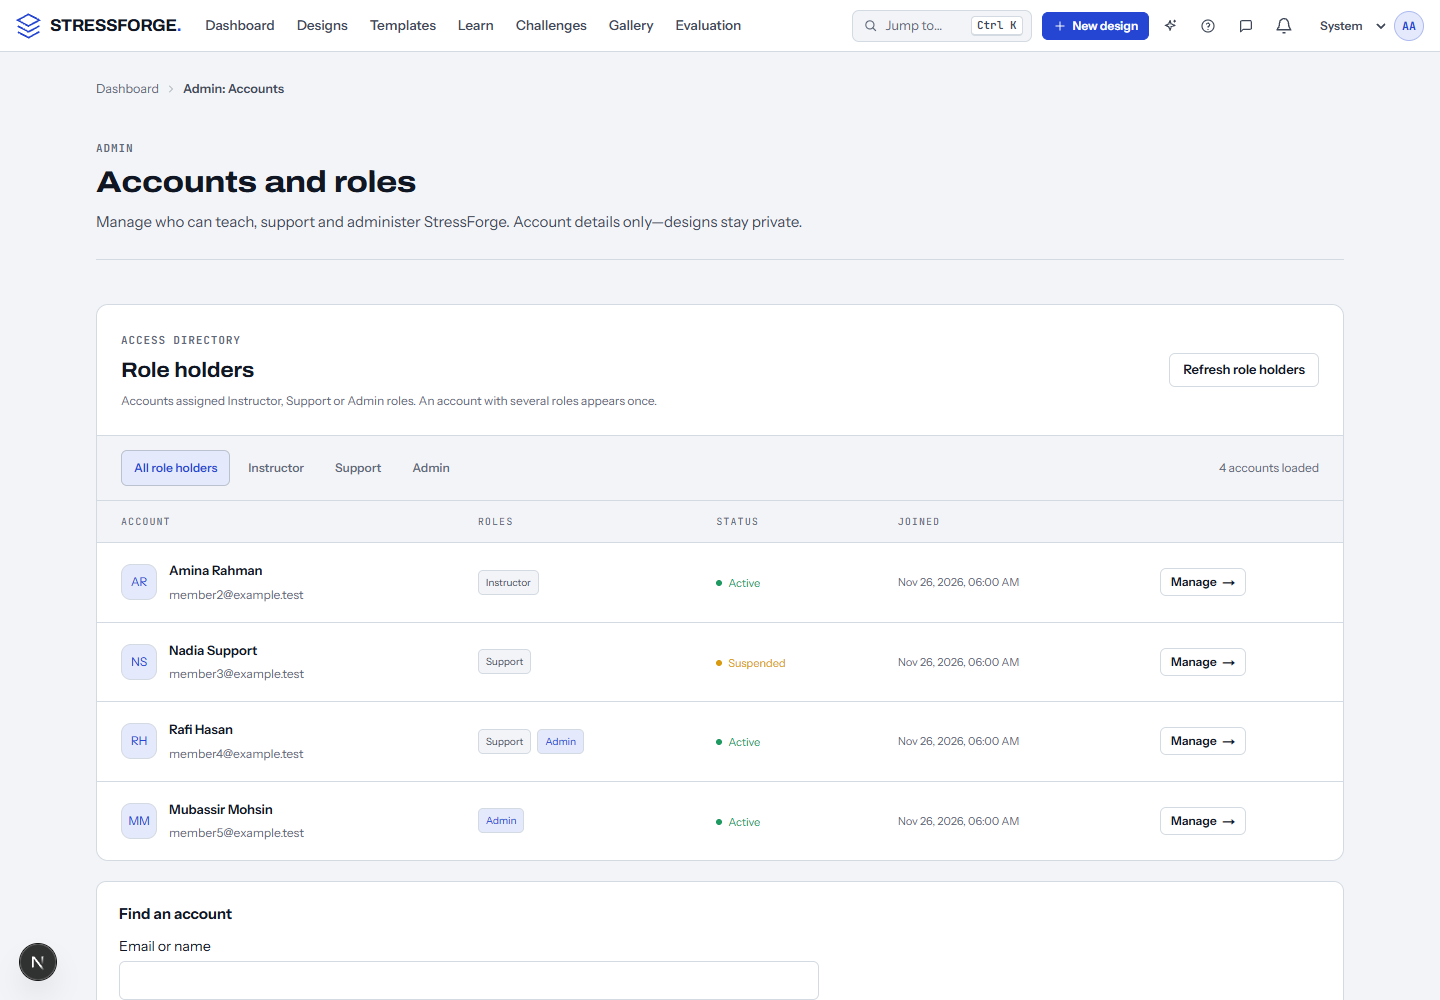 STRESSFORGE.
Dashboard Designs Templates Learn Challenges Gallery Evaluation
Jump to... Ctrl K
New design
System
AA
Dashboard > Admin: Accounts
ADMIN
Accounts and roles
Manage who can teach, support and administer StressForge. Account details only—designs stay private.
ACCESS DIRECTORY
Role holders
Accounts assigned Instructor, Support or Admin roles. An account with several roles appears once.
Refresh role holders
All role holders Instructor Support Admin 4 accounts loaded
ACCOUNT ROLES STATUS JOINED
AR Amina Rahman
member2@example.test
Instructor Active Nov 26, 2026, 06:00 AM Manage →
NS Nadia Support
member3@example.test
Support Suspended Nov 26, 2026, 06:00 AM Manage →
RH Rafi Hasan
member4@example.test
Support Admin Active Nov 26, 2026, 06:00 AM Manage →
MM Mubassir Mohsin
member5@example.test
Admin Active Nov 26, 2026, 06:00 AM Manage →
Find an account
Email or name
N